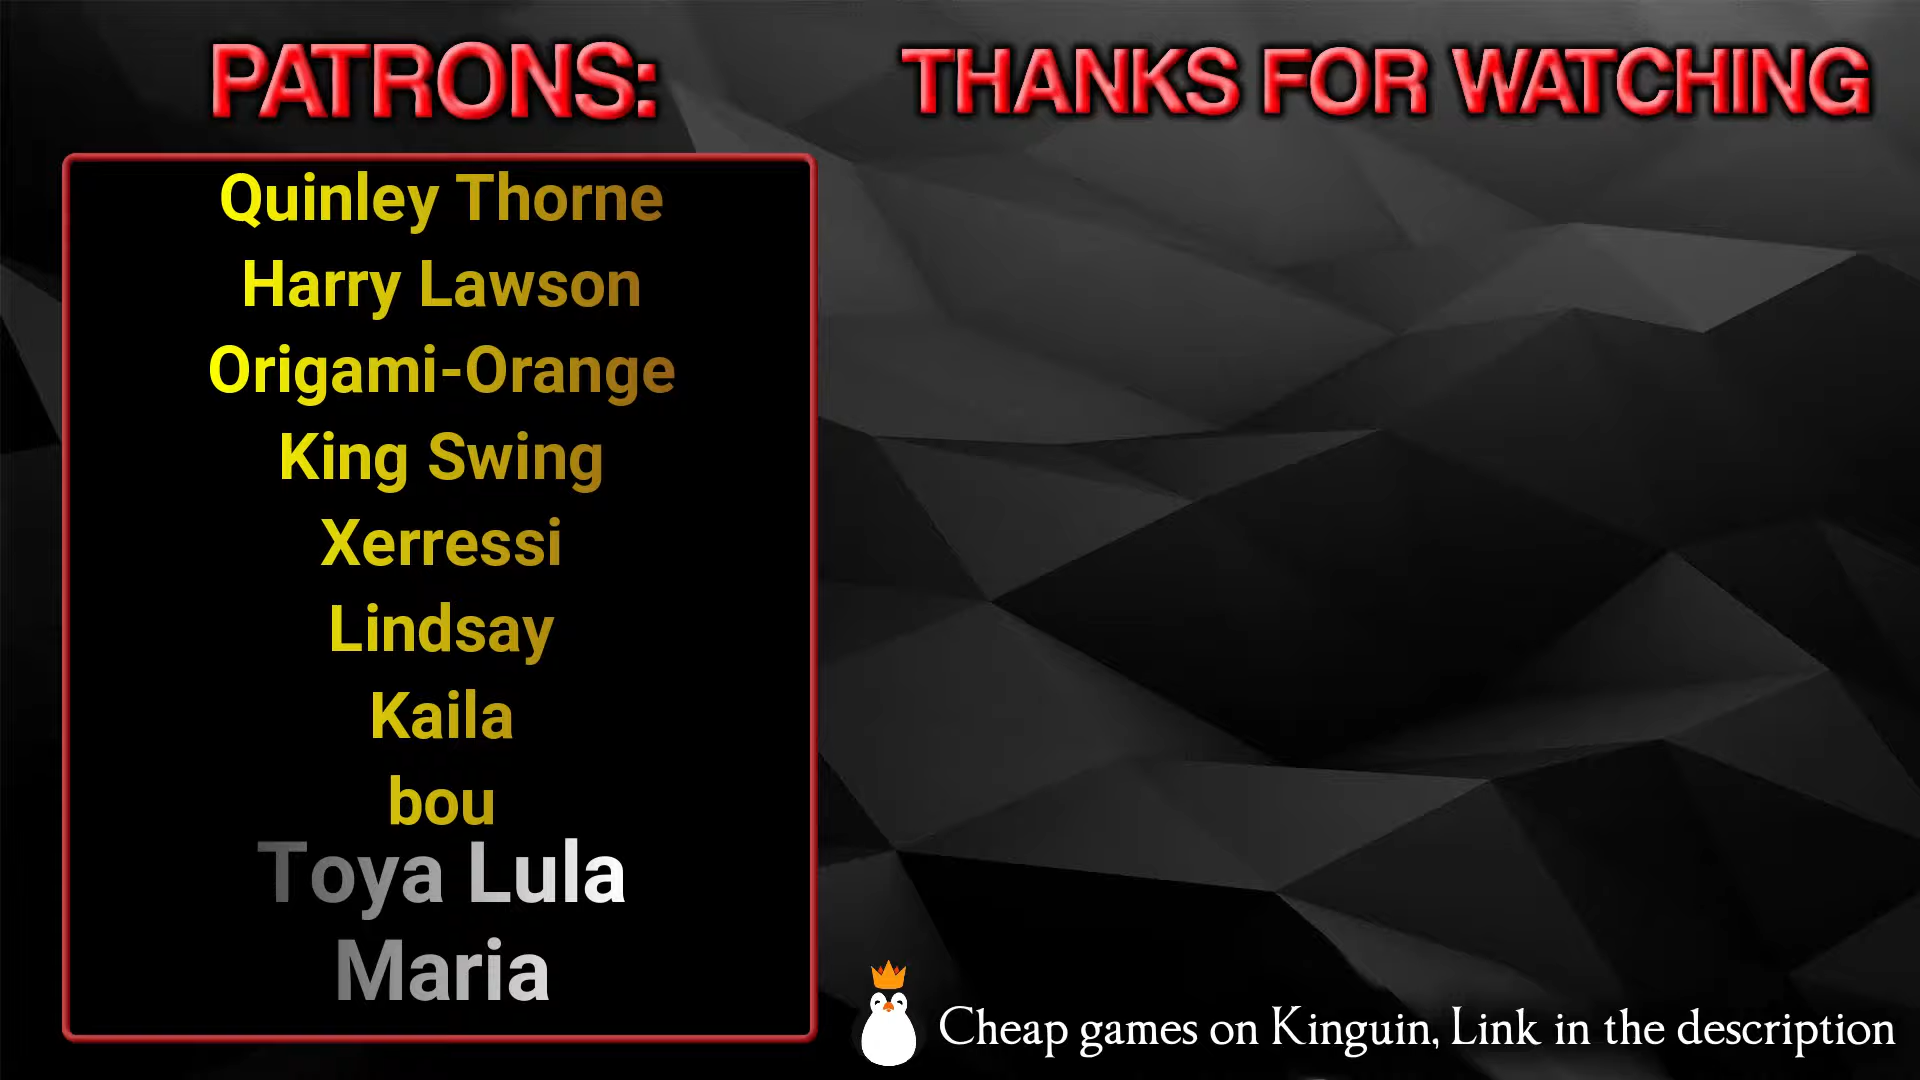 PATRONS:
Quinley Thorne
Harry Lawson
Origami-Orange
King Swing
Xerressi
Lindsay
Kaila
bou
Toya Lula
Maria
THANKS FOR WATCHING
Cheap games on Kinguin, Link in the description